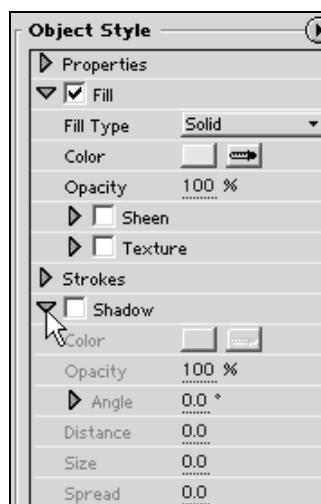 Object Style
Properties
Fill
Fill Type Solid
Color
Opacity 100 %
Sheen
Texture
Strokes
Shadow
Color
Opacity 100 %
Angle 0.0 °
Distance 0.0
Size 0.0
Spread 0.0